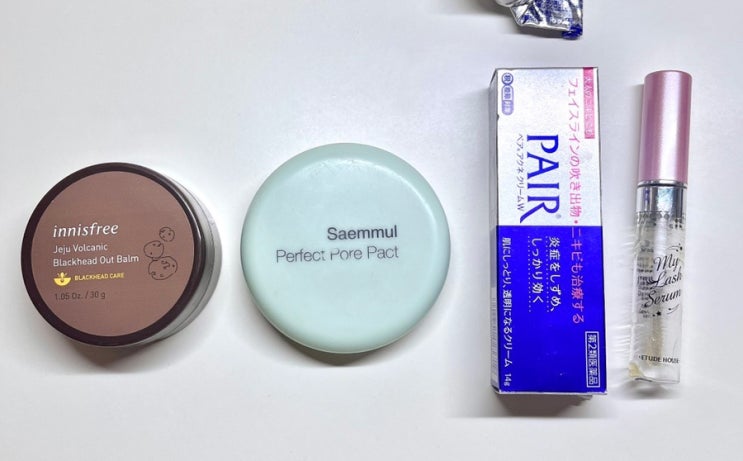 innisfree
Jeju Volcanic
Blackhead Out Balm
BLACKHEAD CARE
1.05 Oz. / 30 g
Saemmul
Perfect Pore Pact
フェイスラインの吹き出物・ニキビも治療する
PAIR®
ペアアクネクリームW
炎症をしずめ、
しっかり効く
肌にしっとり、透明になるクリーム
第2類医薬品
14g
My
Lash
Serum
ETUDE HOUSE